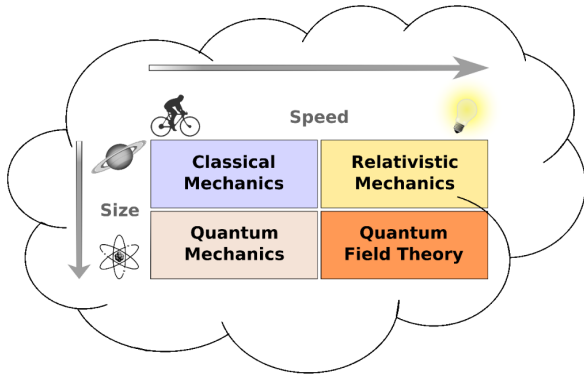 Speed
Classical
Mechanics
Relativistic
Mechanics
Size
Quantum
Mechanics
Quantum
Field Theory